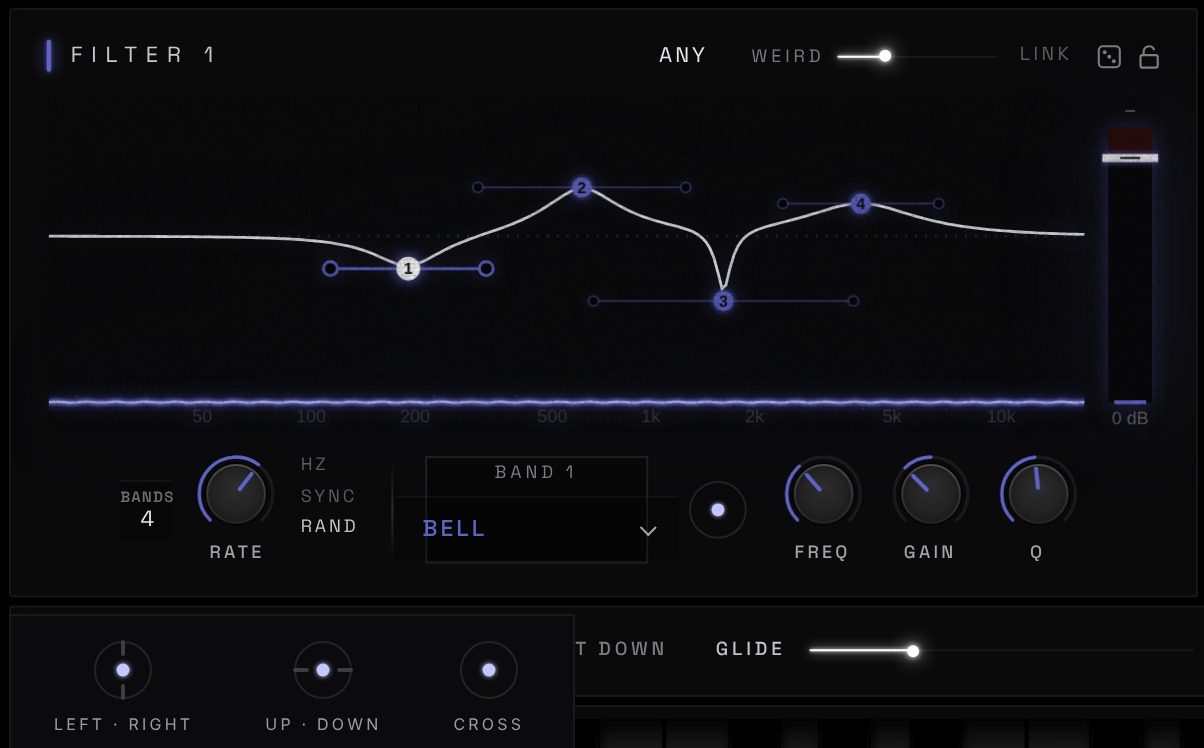 FILTER 1
ANY WEIRD LINK
2
4
1
3
50 100 200 500 1k 2k 5k 10k 0 dB
BANDS
4
RATE
HZ
SYNC
RAND
BAND 1
BELL
FREQ GAIN Q
T DOWN GLIDE
LEFT · RIGHT UP · DOWN CROSS